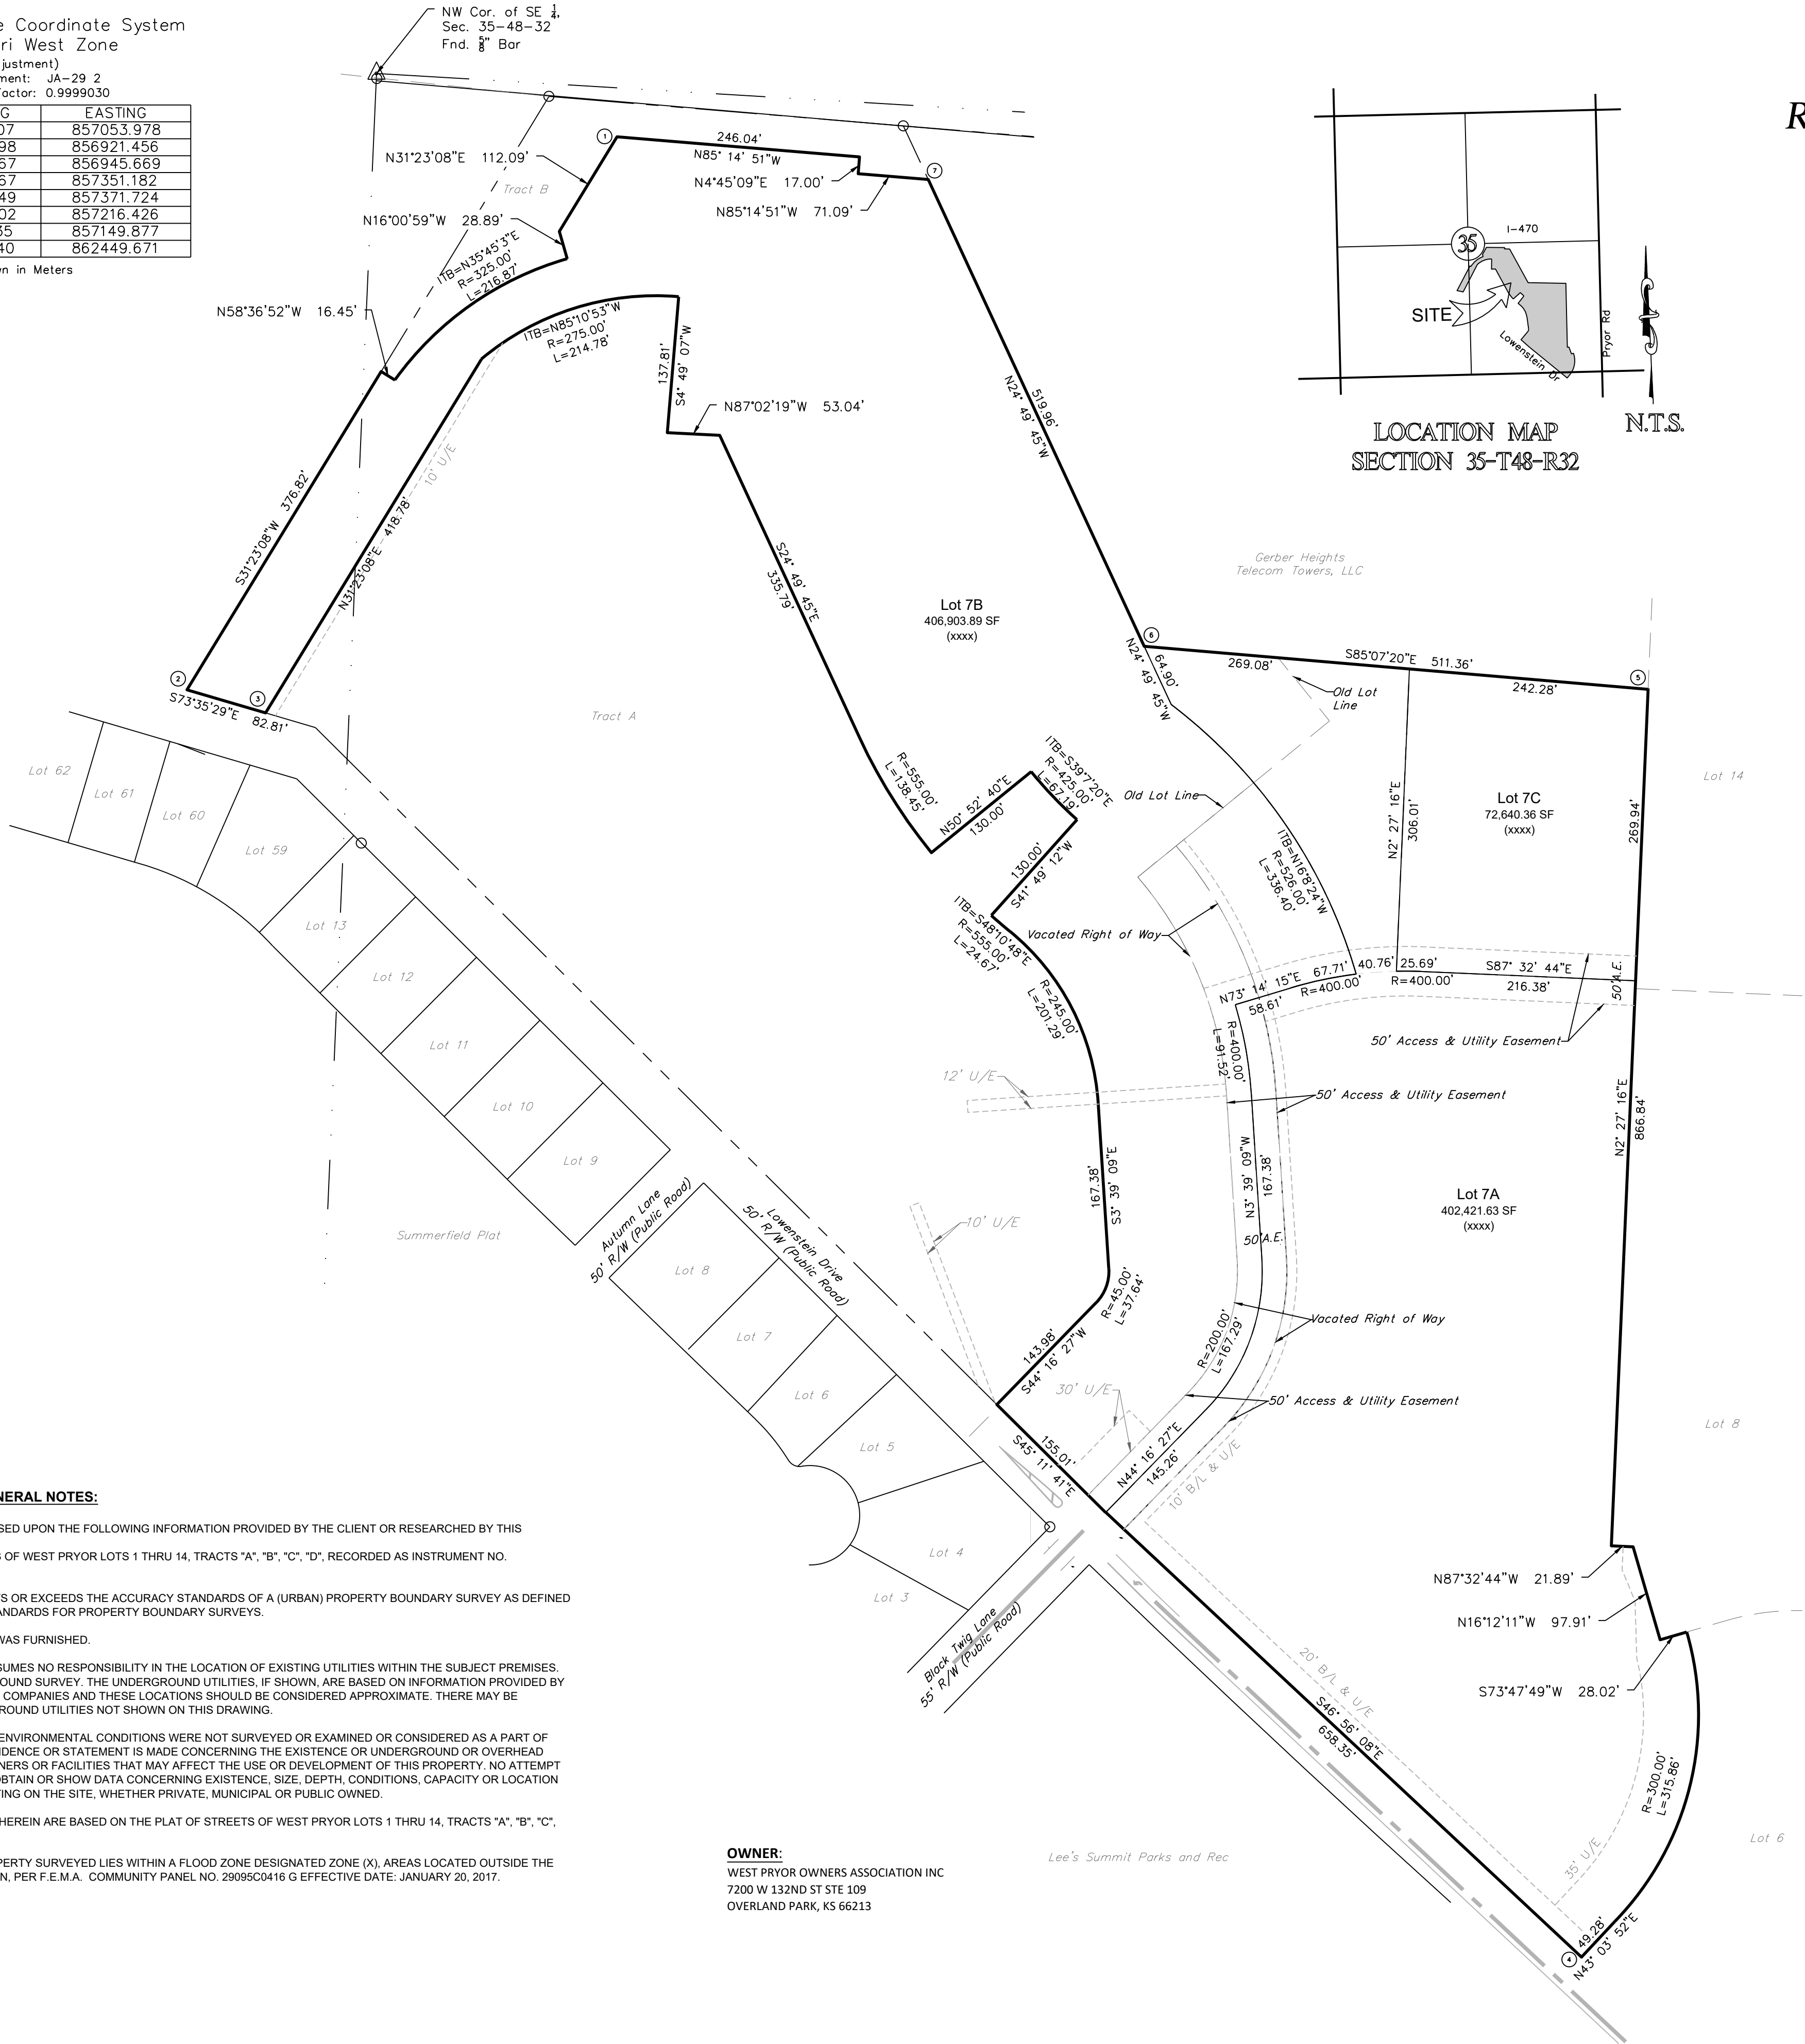 NW Cor. of SE 1/4,
Sec. 35-48-32
Fnd. 5/8" Bar
e Coordinate System
ri West Zone
justment)
ment: JA-29 2
actor: 0.9999030
G EASTING
07 857053.978
98 856921.456
67 856945.669
67 857351.182
49 857371.724
02 857216.426
35 857149.877
40 862449.671
n in Meters
R
1
246.04'
N85° 14' 51"W
N31°23'08"E 112.09'
Tract B
N4°45'09"E 17.00'
7
N85°14'51"W 71.09'
N16°00'59"W 28.89'
ITB=N35°45'3"E
R=325.00'
L=216.87'
N58°36'52"W 16.45'
ITB=N85°10'53"W
R=275.00'
L=214.78'
137.81'
S4° 49' 07"W
N87°02'19"W 53.04'
519.96'
N24° 49' 45"W
10' U/E
S31°23'08"W 376.82'
N31°23'08"E 418.78'
S24° 49' 45"E
335.79'
35
I-470
SITE
Pryor Rd
Lowenstein Dr
LOCATION MAP
SECTION 35-T48-R32
N.T.S.
Gerber Heights
Telecom Towers, LLC
Lot 7B
406,903.89 SF
(xxxx)
6
64.90'
N24° 49' 45"W
269.08'
S85°07'20"E 511.36'
242.28'
5
Old Lot
Line
2
3
S73°35'29"E 82.81'
Tract A
Lot 62
Lot 61
Lot 60
Lot 59
Lot 13
Lot 12
Lot 11
Lot 10
Lot 9
R=555.00'
L=138.45'
N50° 52' 40"E
130.00'
ITB=S39°7'20"E
R=425.00'
L=67.19'
Old Lot Line
130.00'
S41° 49' 12"W
Lot 14
N2° 27' 16"E
306.01'
Lot 7C
72,640.36 SF
(xxxx)
269.94'
ITB=N16°8'24"W
R=526.00'
L=336.40'
ITB=S48°10'48"E
R=555.00'
L=24.67'
Vacated Right of Way
R=245.00'
L=201.29'
N73° 14' 15"E
58.61'
67.71'
R=400.00'
40.76'
25.69'
R=400.00'
S87° 32' 44"E
216.38'
50' A.E.
50' Access & Utility Easement
R=400.00'
L=91.52'
12' U/E
50' Access & Utility Easement
N2° 27' 16"E
866.84'
167.38'
S3° 39' 09"E
N3° 39' 09"W
167.38'
50' A.E.
Lot 7A
402,421.63 SF
(xxxx)
Summerfield Plat
Autumn Lane
50' R/W (Public Road)
Lowenstein Drive
50' R/W (Public Road)
10' U/E
Lot 8
Lot 7
Lot 6
Lot 5
Lot 4
Lot 3
R=45.00'
L=37.64'
143.98'
S44° 16' 27"W
Vacated Right of Way
R=200.00'
L=167.29'
30' U/E
50' Access & Utility Easement
155.01'
S45° 11' 41"E
N44° 16' 27"E
145.26'
10' B/L & U/E
Lot 8
Black Twig Lane
55' R/W (Public Road)
N87°32'44"W 21.89'
N16°12'11"W 97.91'
S73°47'49"W 28.02'
20' B/L & U/E
S46° 56' 08"E
658.35'
R=300.00'
L=315.86'
35' U/E
Lot 6
49.28'
N43° 03' 52"E
4
Lee's Summit Parks and Rec
NERAL NOTES:
SED UPON THE FOLLOWING INFORMATION PROVIDED BY THE CLIENT OR RESEARCHED BY THIS
S OF WEST PRYOR LOTS 1 THRU 14, TRACTS "A", "B", "C", "D", RECORDED AS INSTRUMENT NO.
TS OR EXCEEDS THE ACCURACY STANDARDS OF A (URBAN) PROPERTY BOUNDARY SURVEY AS DEFINED
ANDARDS FOR PROPERTY BOUNDARY SURVEYS.
WAS FURNISHED.
SUMES NO RESPONSIBILITY IN THE LOCATION OF EXISTING UTILITIES WITHIN THE SUBJECT PREMISES.
OUND SURVEY. THE UNDERGROUND UTILITIES, IF SHOWN, ARE BASED ON INFORMATION PROVIDED BY
COMPANIES AND THESE LOCATIONS SHOULD BE CONSIDERED APPROXIMATE. THERE MAY BE
ROUND UTILITIES NOT SHOWN ON THIS DRAWING.
ENVIRONMENTAL CONDITIONS WERE NOT SURVEYED OR EXAMINED OR CONSIDERED AS A PART OF
IDENCE OR STATEMENT IS MADE CONCERNING THE EXISTENCE OR UNDERGROUND OR OVERHEAD
NERS OR FACILITIES THAT MAY AFFECT THE USE OR DEVELOPMENT OF THIS PROPERTY. NO ATTEMPT
OBTAIN OR SHOW DATA CONCERNING EXISTENCE, SIZE, DEPTH, CONDITIONS, CAPACITY OR LOCATION
TING ON THE SITE, WHETHER PRIVATE, MUNICIPAL OR PUBLIC OWNED.
HEREIN ARE BASED ON THE PLAT OF STREETS OF WEST PRYOR LOTS 1 THRU 14, TRACTS "A", "B", "C",
PERTY SURVEYED LIES WITHIN A FLOOD ZONE DESIGNATED ZONE (X), AREAS LOCATED OUTSIDE THE
N, PER F.E.M.A. COMMUNITY PANEL NO. 29095C0416 G EFFECTIVE DATE: JANUARY 20, 2017.
OWNER:
WEST PRYOR OWNERS ASSOCIATION INC
7200 W 132ND ST STE 109
OVERLAND PARK, KS 66213